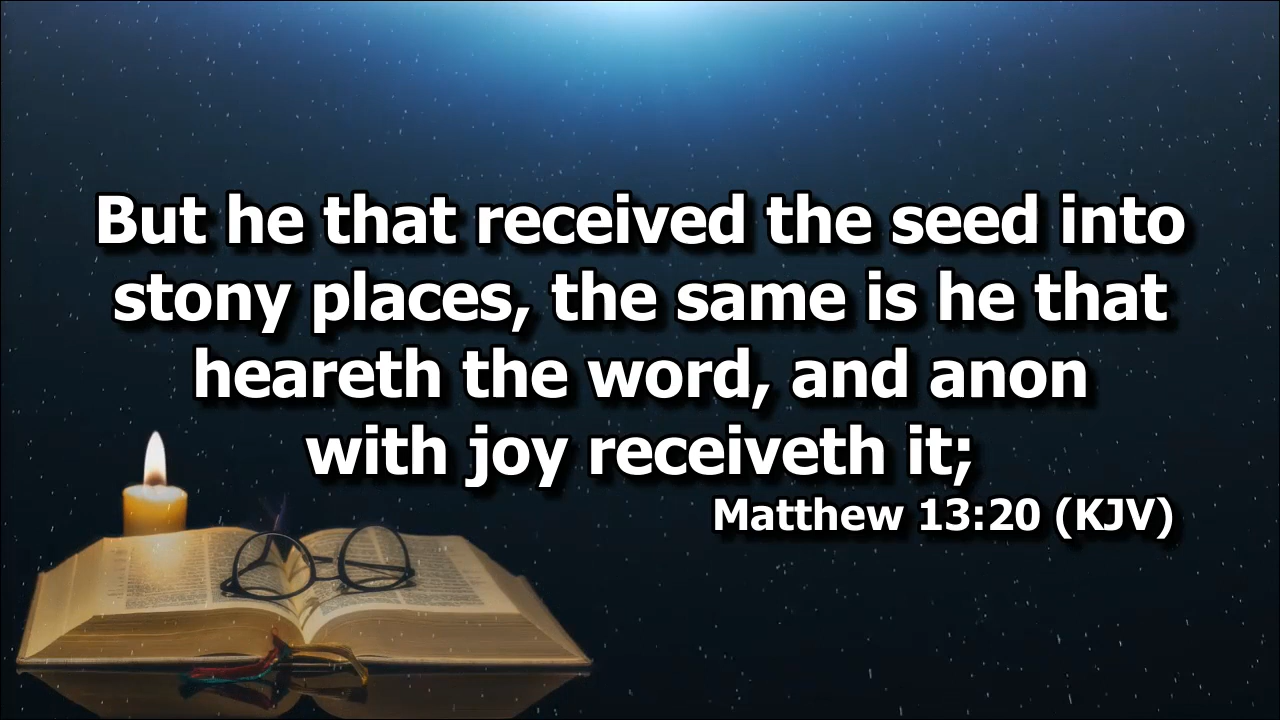 But he that received the seed into
stony places, the same is he that
heareth the word, and anon
with joy receiveth it;
Matthew 13:20 (KJV)